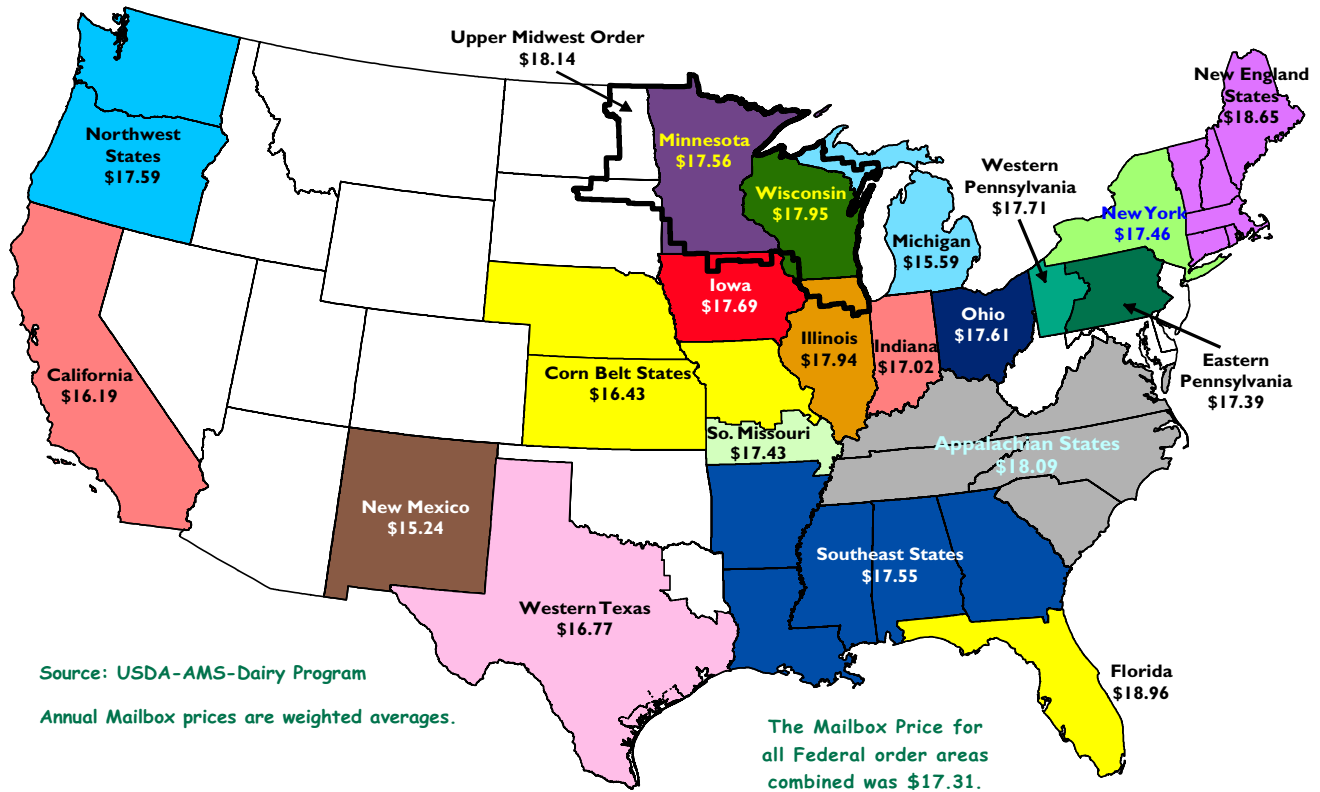 Upper Midwest Order
$18.14
New England
States
$18.65
Northwest
States
$17.59
Minnesota
$17.56
Western
Pennsylvania
$17.71
Wisconsin
$17.95
New York
$17.46
Michigan
$15.59
Iowa
$17.69
Ohio
$17.61
Illinois
$17.94
Indiana
$17.02
Eastern
Pennsylvania
$17.39
California
$16.19
Corn Belt States
$16.43
So. Missouri
$17.43
Appalachian States
$18.09
New Mexico
$15.24
Southeast States
$17.55
Western Texas
$16.77
Florida
$18.96
Source: USDA-AMS-Dairy Program
Annual Mailbox prices are weighted averages.
The Mailbox Price for
all Federal order areas
combined was $17.31.